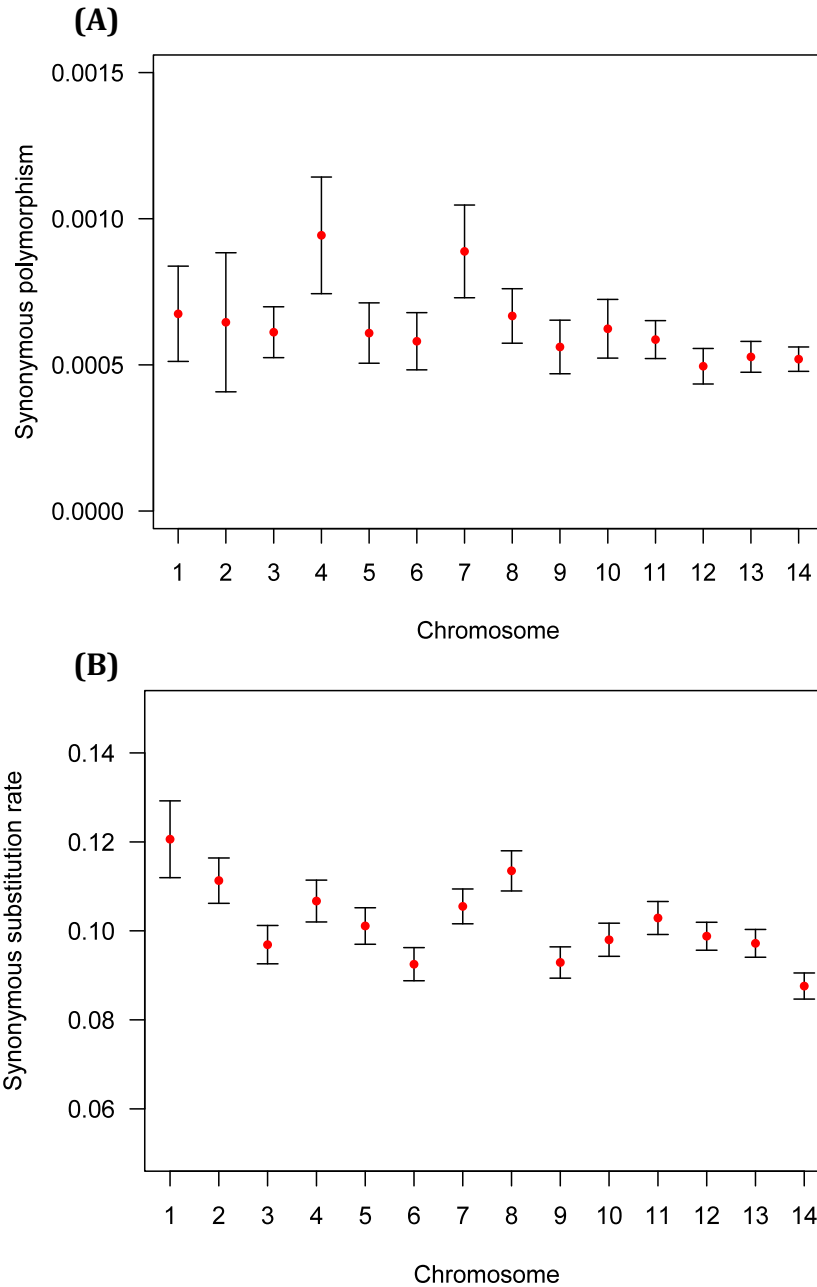 (A)
Synonymous polymorphism
0.0015
0.0010
0.0005
0.0000
1 2 3 4 5 6 7 8 9 10 11 12 13 14
Chromosome
(B)
Synonymous substitution rate
0.14
0.12
0.10
0.08
0.06
1 2 3 4 5 6 7 8 9 10 11 12 13 14
Chromosome